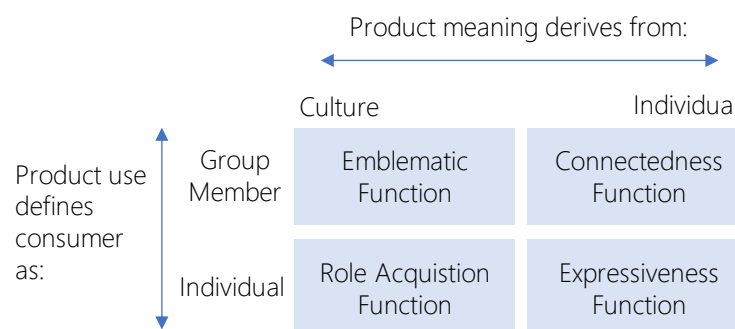 Product meaning derives from:
Culture
Individua
Product use
defines
consumer
as:
Group
Member
Emblematic
Function
Connectedness
Function
Individual
Role Acquistion
Function
Expressiveness
Function